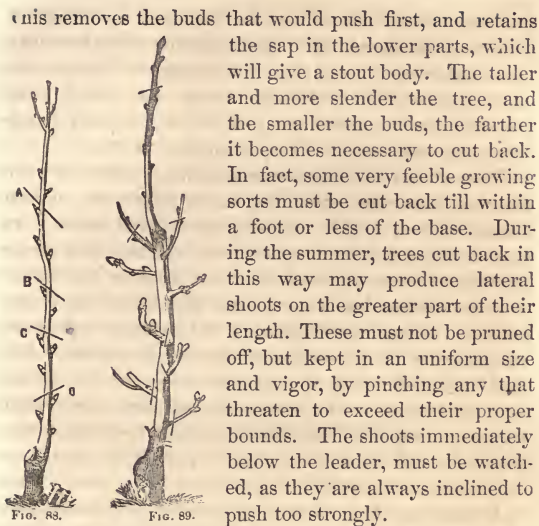 this removes the buds that would push first, and retains
the sap in the lower parts, which
will give a stout body. The taller
and more slender the tree, and
the smaller the buds, the farther
it becomes necessary to cut back.
In fact, some very feeble growing
sorts must be cut back till within
a foot or less of the base. Dur-
ing the summer, trees cut back in
this way may produce lateral
shoots on the greater part of their
length. These must not be pruned
off, but kept in an uniform size
and vigor, by pinching any that
threaten to exceed their proper
bounds. The shoots immediately
below the leader, must be watch-
ed, as they are always inclined to
push too strongly.
A
B
C
D
FIG. 88.
FIG. 89.